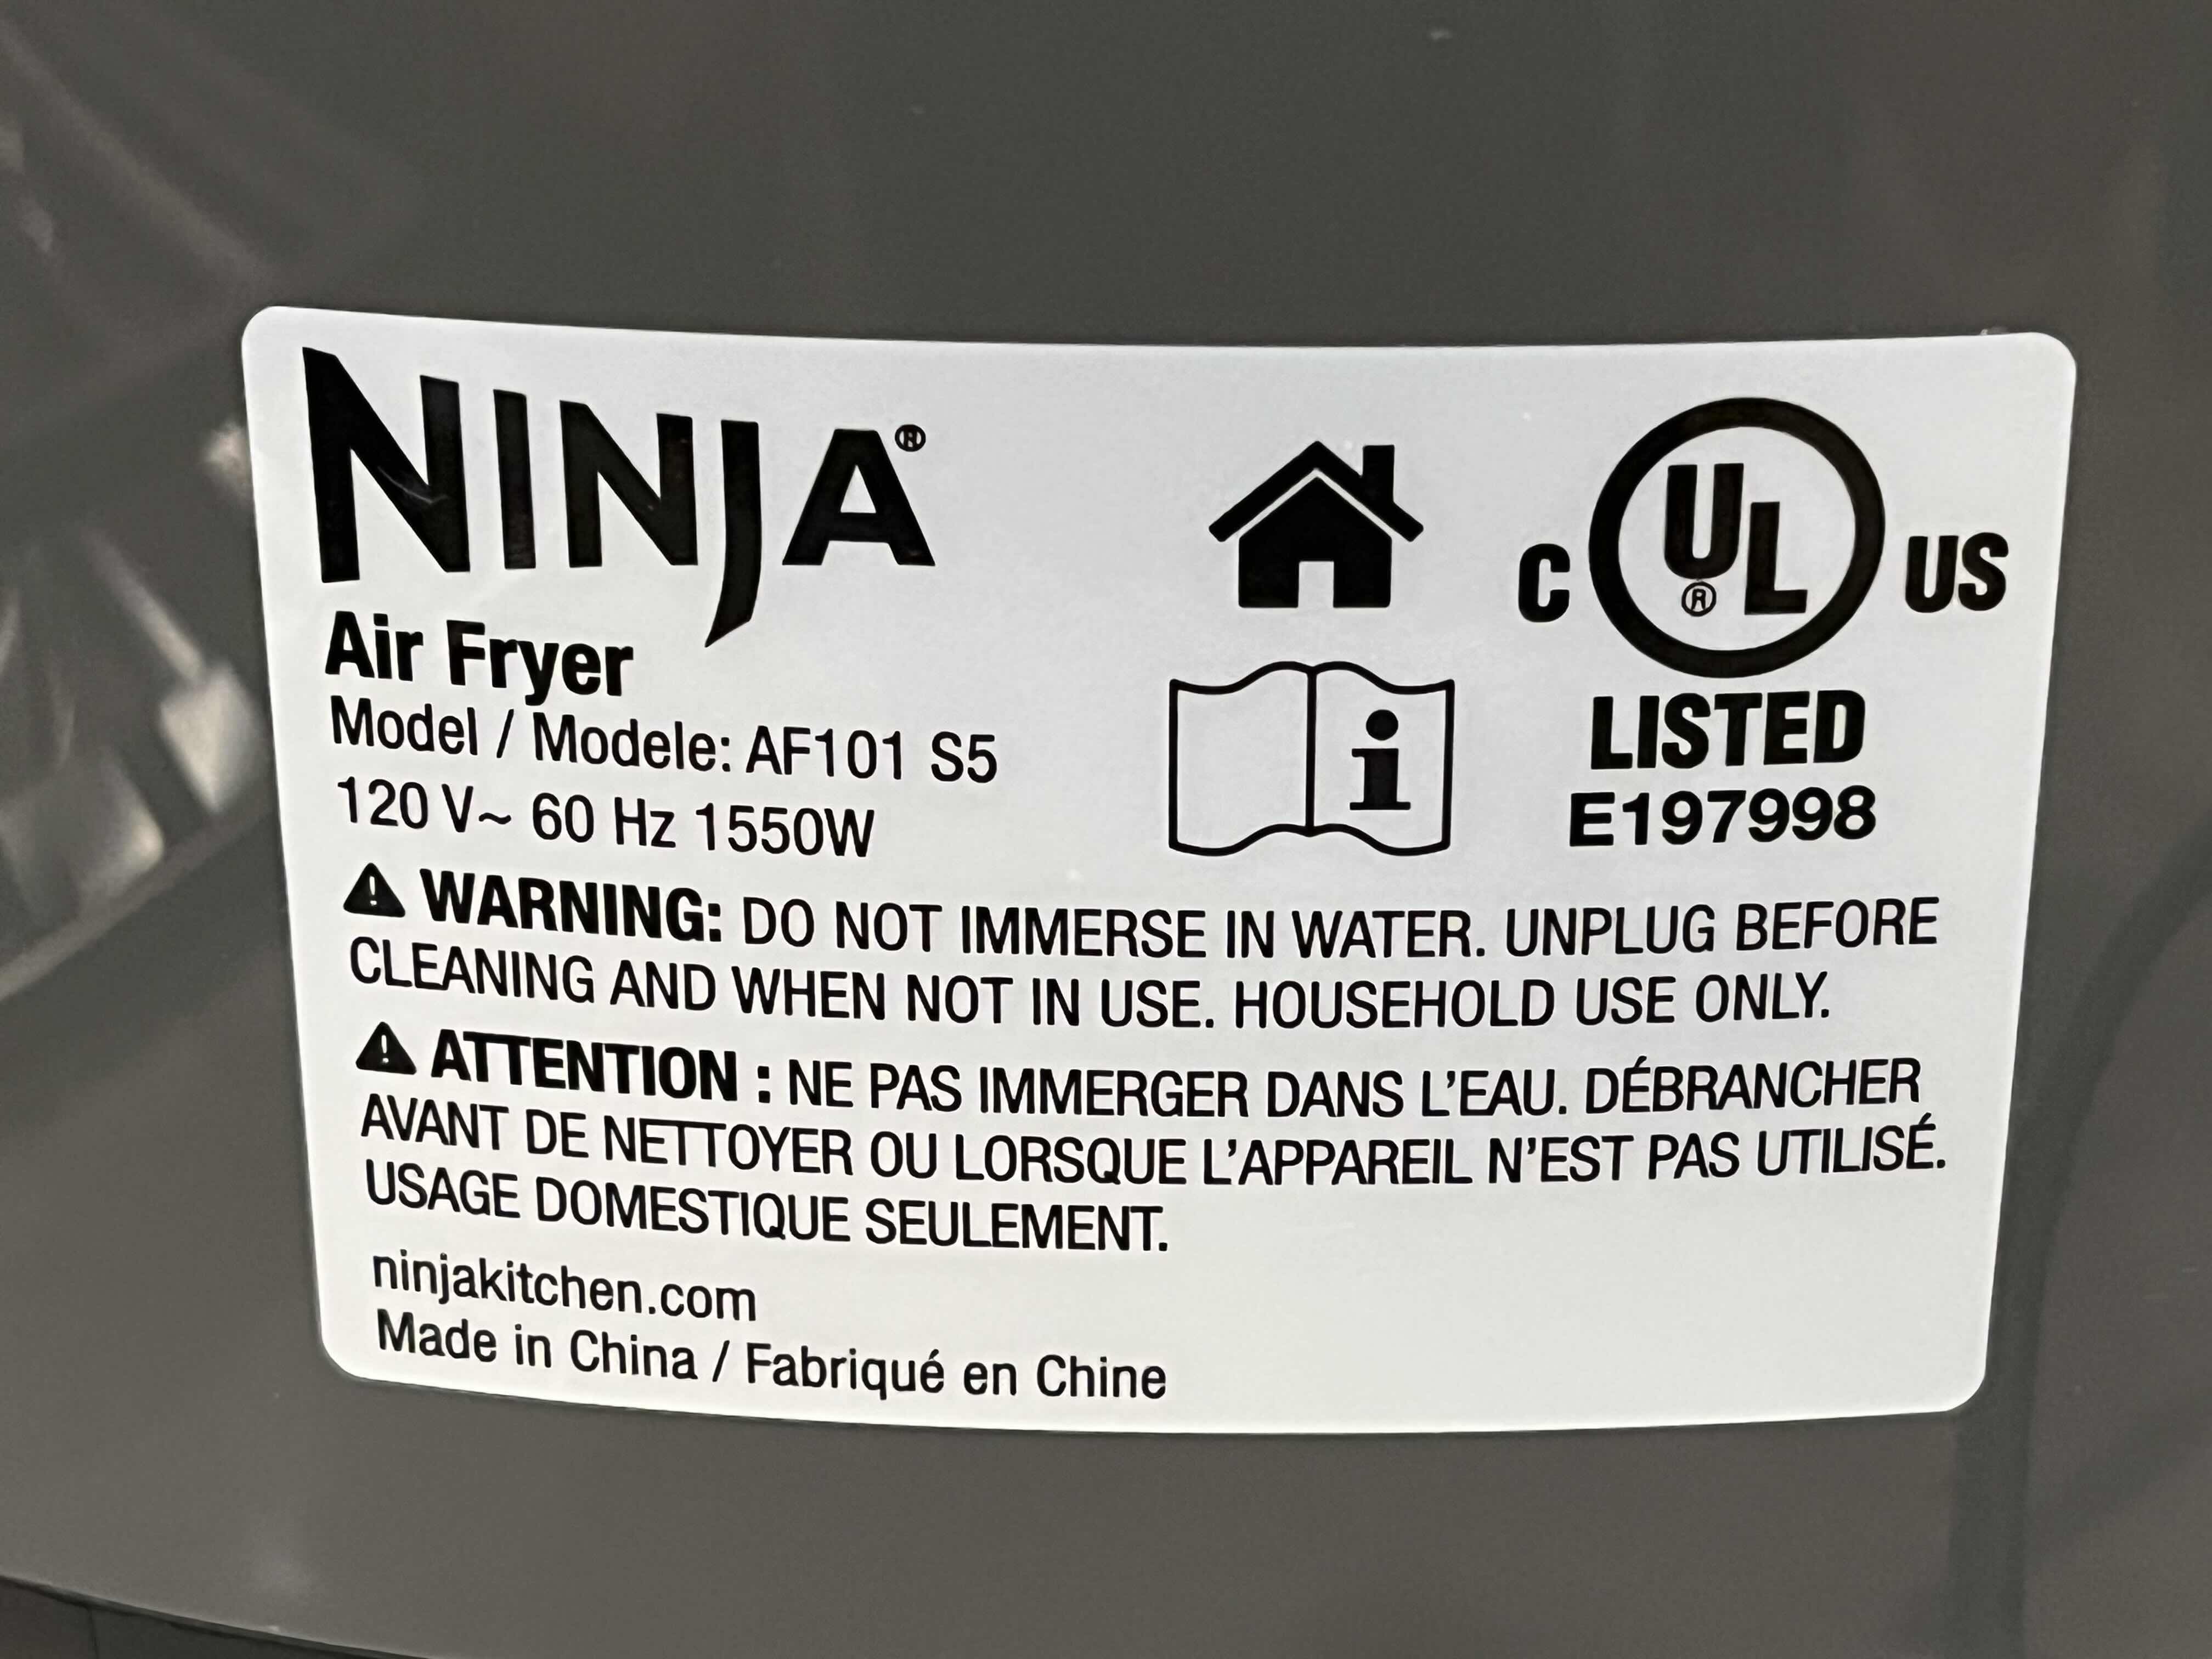 NINJA®
Air Fryer
Model / Modele: AF101 S5
120 V~ 60 Hz 1550W
C UL® US
LISTED
E197998
WARNING: DO NOT IMMERSE IN WATER. UNPLUG BEFORE
CLEANING AND WHEN NOT IN USE. HOUSEHOLD USE ONLY.
ATTENTION : NE PAS IMMERGER DANS L'EAU. DÉBRANCHER
AVANT DE NETTOYER OU LORSQUE L'APPAREIL N'EST PAS UTILISÉ.
USAGE DOMESTIQUE SEULEMENT.
ninjakitchen.com
Made in China / Fabriqué en Chine